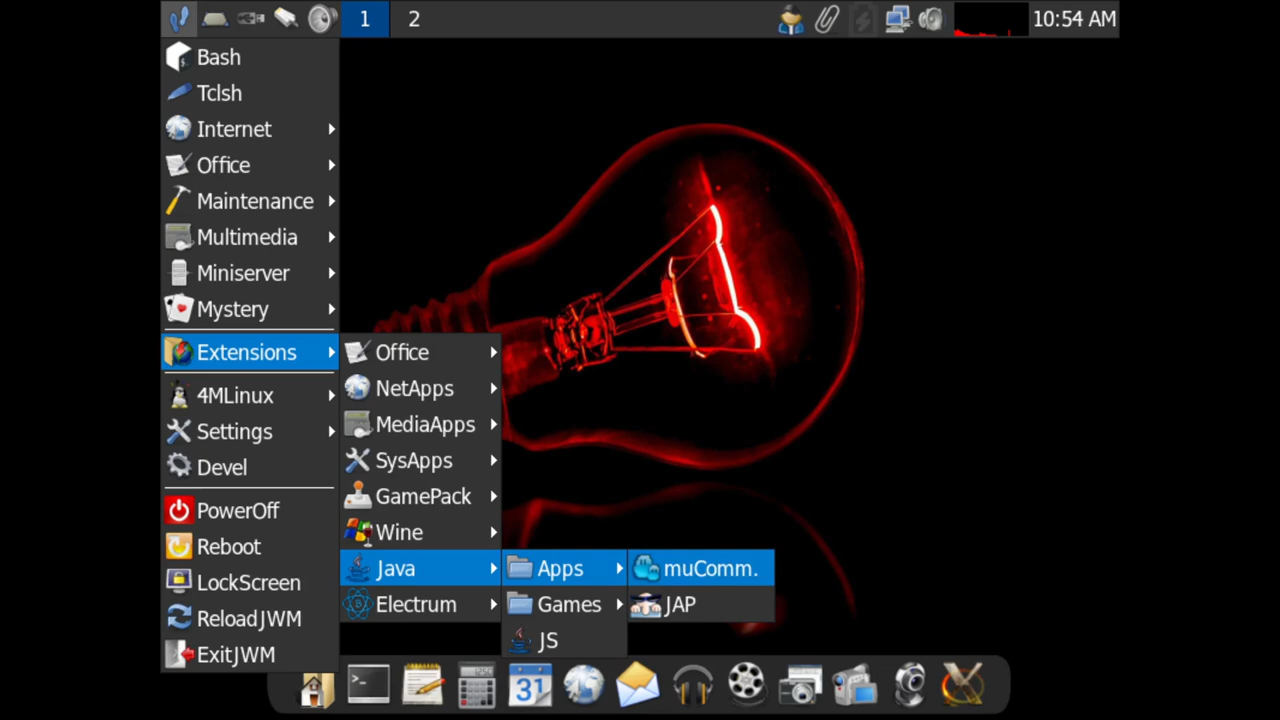 1 2 10:54 AM
Bash
Tclsh
Internet
Office
Maintenance
Multimedia
Miniserver
Mystery
Extensions
4MLinux
Settings
Devel
PowerOff
Reboot
LockScreen
ReloadJWM
ExitJWM
Office
NetApps
MediaApps
SysApps
GamePack
Wine
Java
Electrum
Apps
Games
JS
muComm.
JAP
>_
31